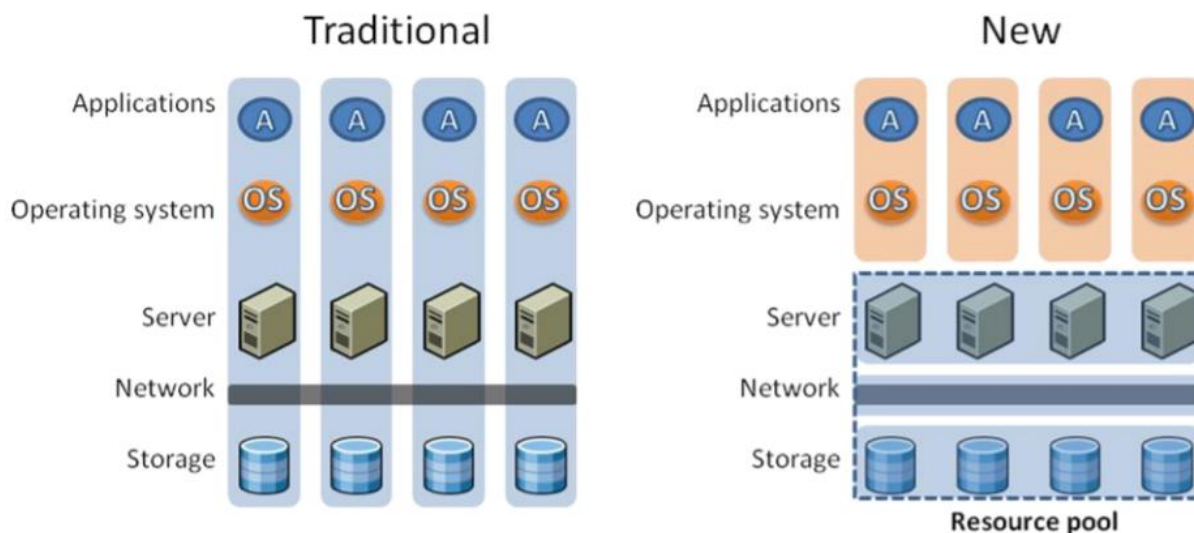 Traditional
New
Applications
A A A A
Operating system
OS OS OS OS
Server
Network
Storage
Applications
A A A A
Operating system
OS OS OS OS
Server
Network
Storage
Resource pool